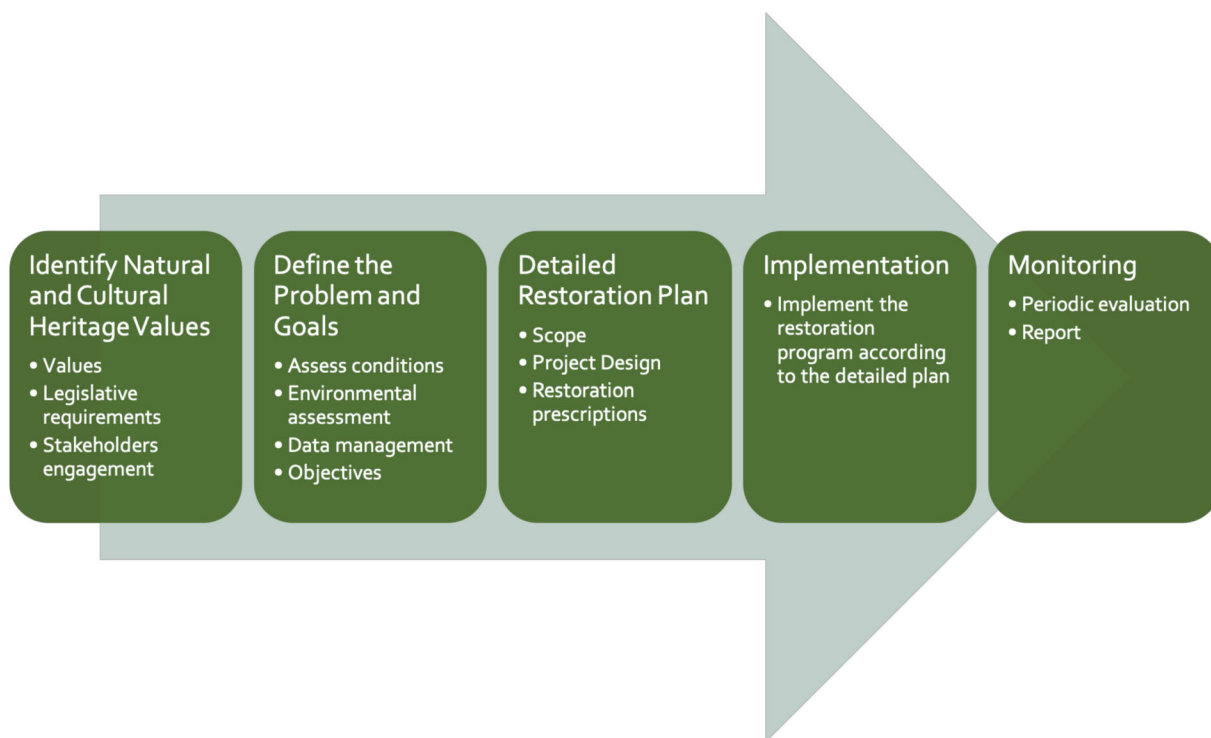 Identify Natural
and Cultural
Heritage Values
• Values
• Legislative
requirements
• Stakeholders
engagement
Define the
Problem and
Goals
• Assess conditions
• Environmental
assessment
• Data management
• Objectives
Detailed
Restoration Plan
• Scope
• Project Design
• Restoration
prescriptions
Implementation
• Implement the
restoration
program according
to the detailed plan
Monitoring
• Periodic evaluation
• Report